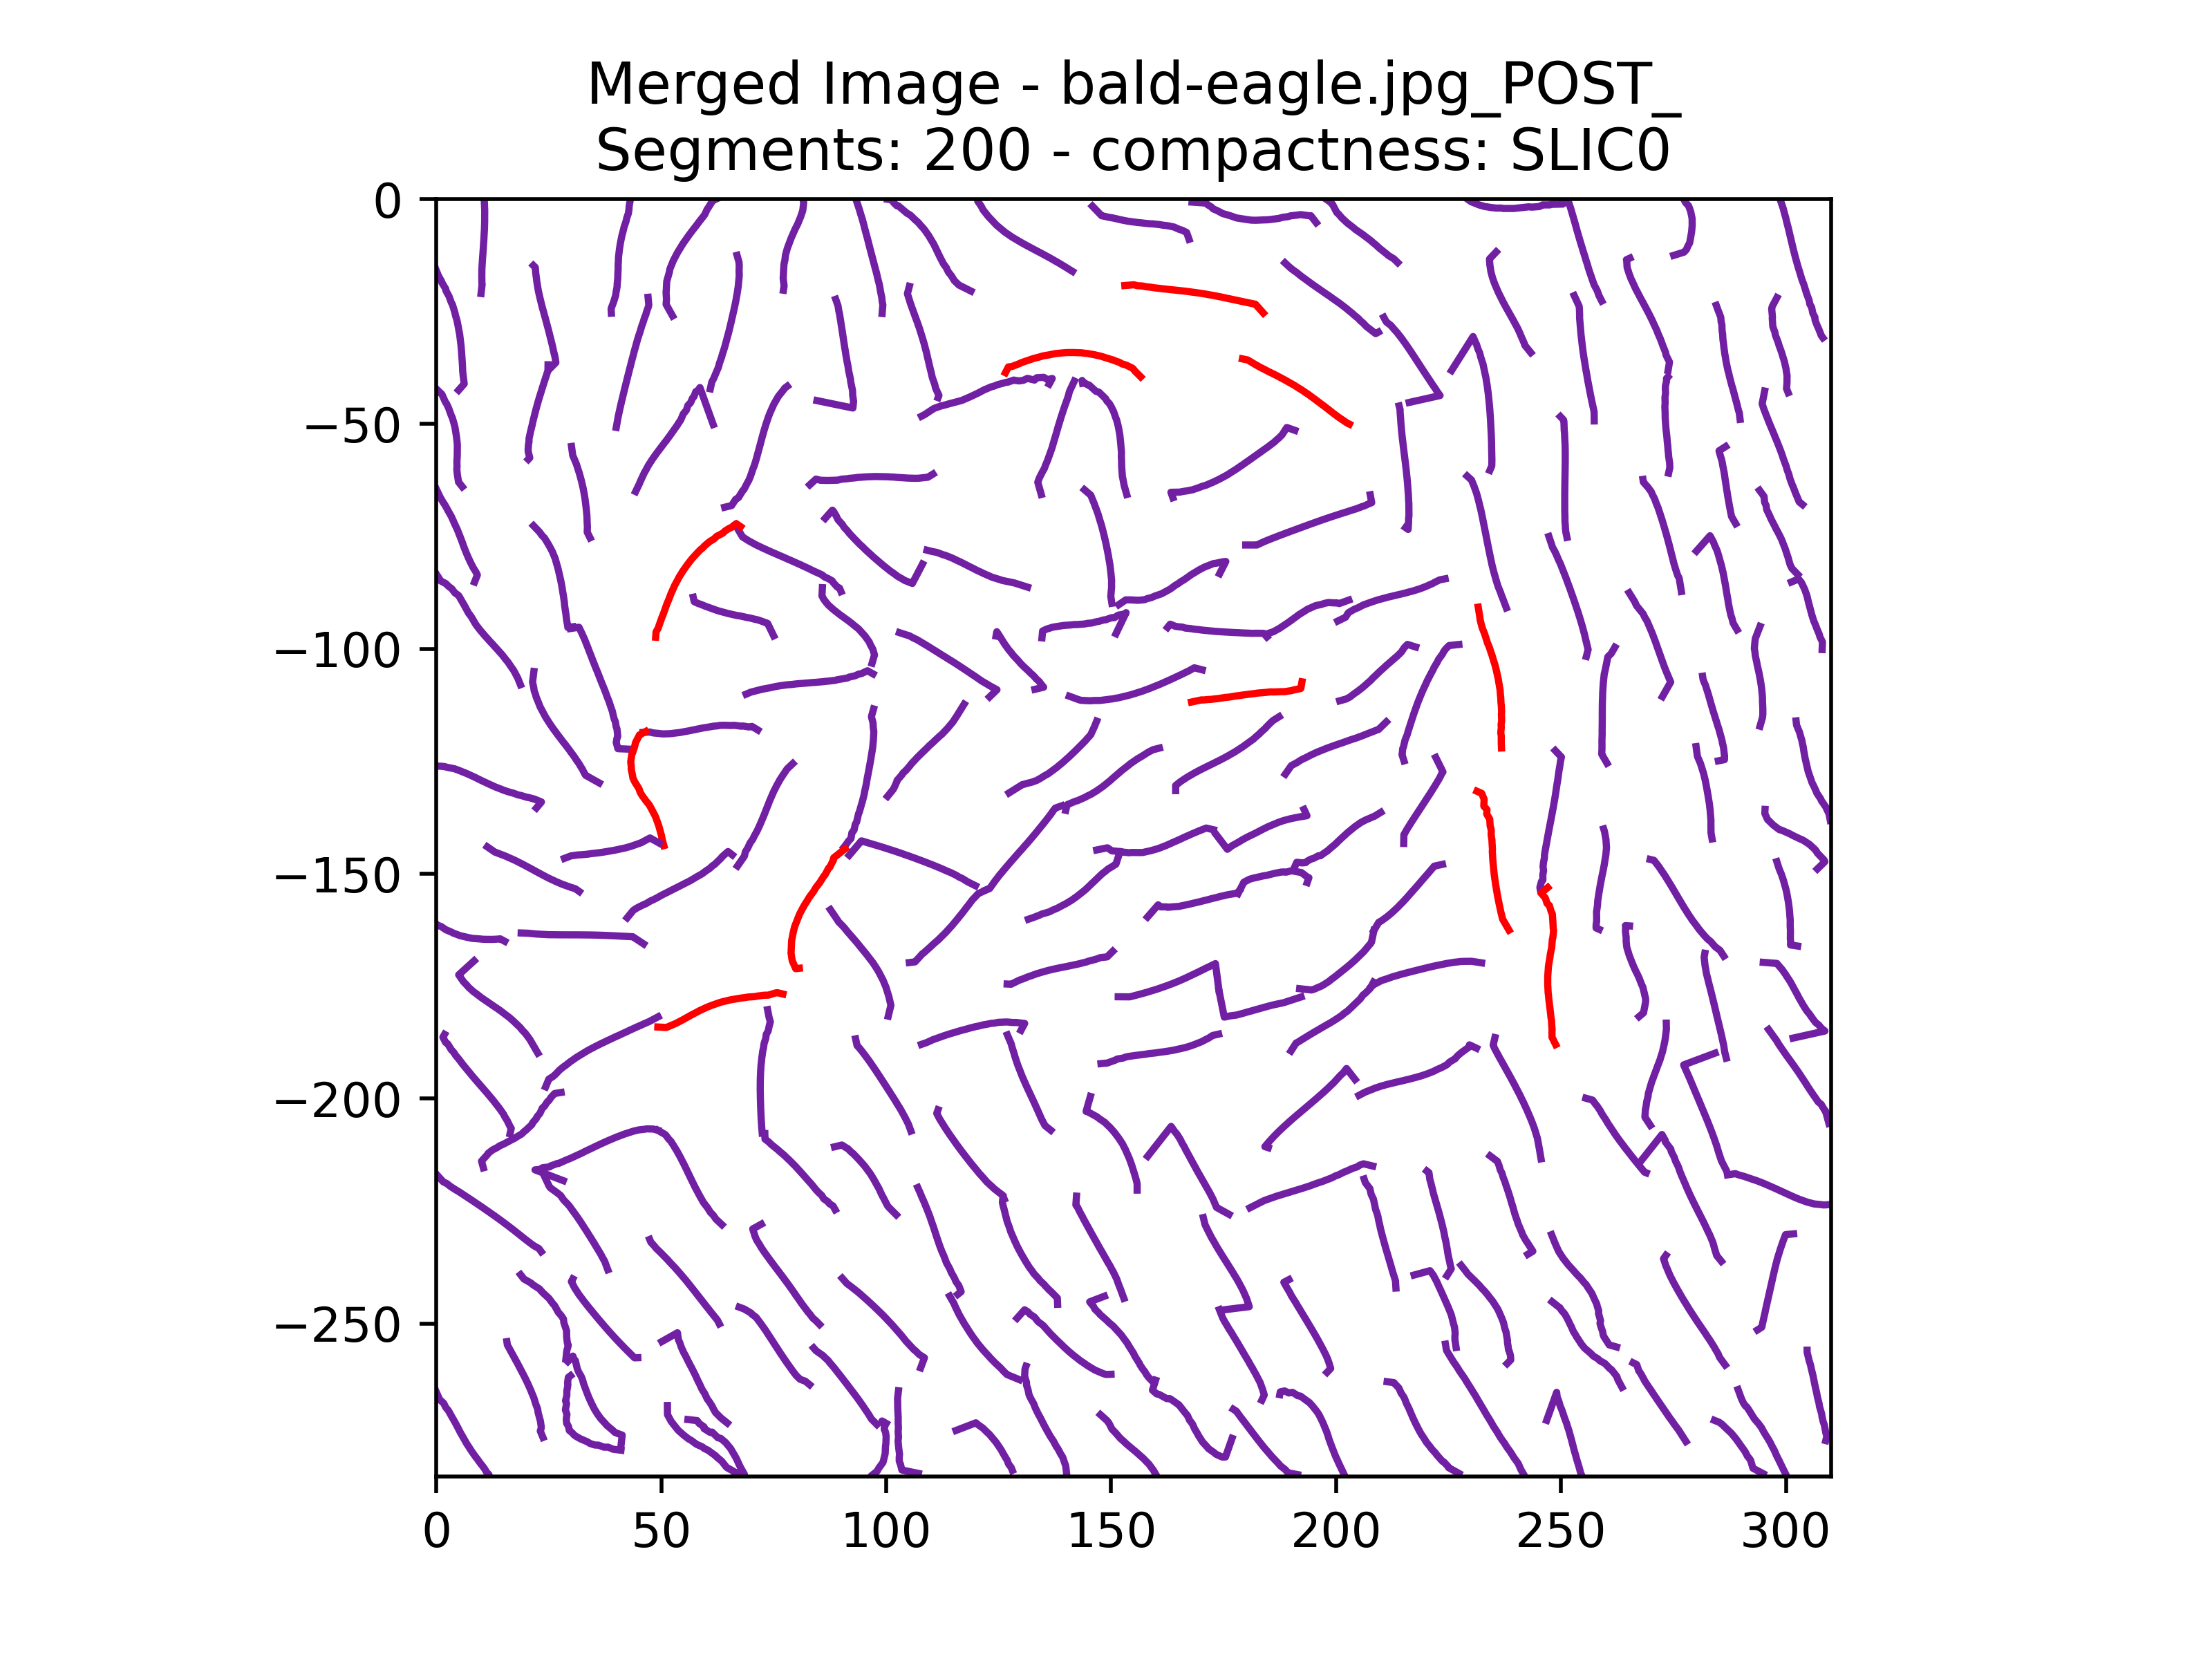 Merged Image - bald-eagle.jpg_POST_
Segments: 200 - compactness: SLIC0
0
−50
−100
−150
−200
−250
0 50 100 150 200 250 300